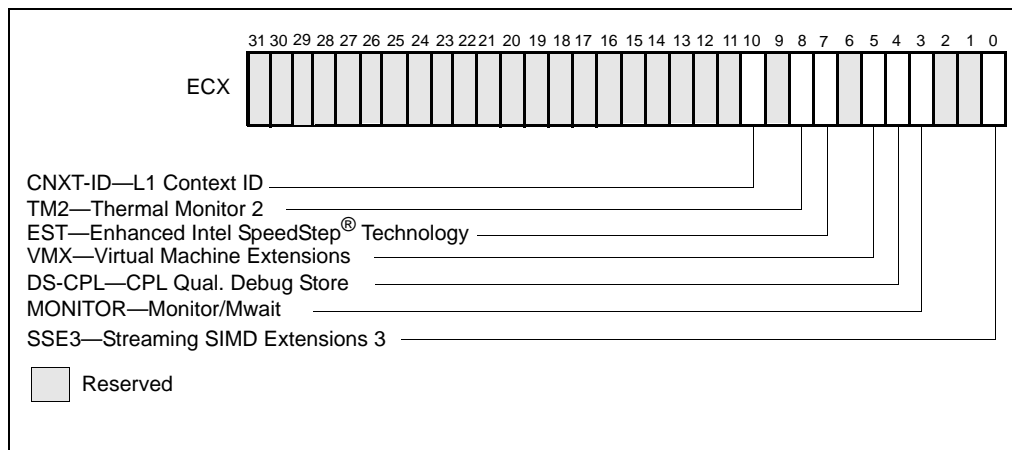 31 30 29 28 27 26 25 24 23 22 21 20 19 18 17 16 15 14 13 12 11 10 9 8 7 6 5 4 3 2 1 0
ECX
CNXT-ID—L1 Context ID
TM2—Thermal Monitor 2
EST—Enhanced Intel SpeedStep® Technology
VMX—Virtual Machine Extensions
DS-CPL—CPL Qual. Debug Store
MONITOR—Monitor/Mwait
SSE3—Streaming SIMD Extensions 3
Reserved